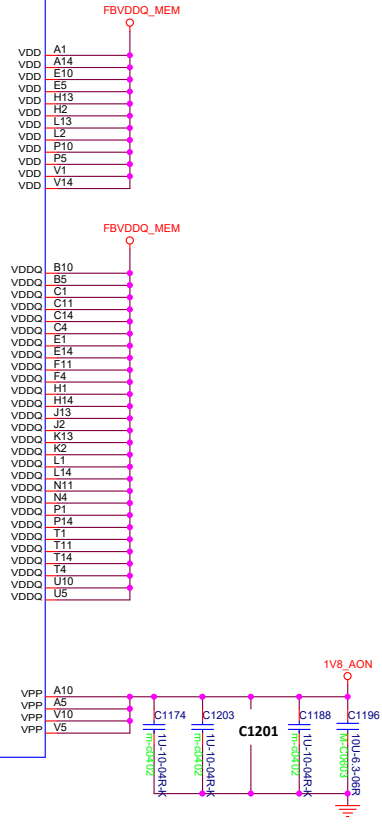 FBVDDQ_MEM
VDD A1
VDD A14
VDD E10
VDD E5
VDD H13
VDD H2
VDD L13
VDD L2
VDD P10
VDD P5
VDD V1
VDD V14
FBVDDQ_MEM
VDDQ B10
VDDQ B5
VDDQ C1
VDDQ C11
VDDQ C14
VDDQ C4
VDDQ E1
VDDQ E14
VDDQ F11
VDDQ F4
VDDQ H1
VDDQ H14
VDDQ J13
VDDQ J2
VDDQ K13
VDDQ K2
VDDQ L1
VDDQ L14
VDDQ N11
VDDQ N4
VDDQ P1
VDDQ P14
VDDQ T1
VDDQ T11
VDDQ T14
VDDQ T4
VDDQ U10
VDDQ U5
1V8_AON
VPP A10
VPP A5
VPP V10
VPP V5
C1174
1U-10-04R-K
m-c0402
C1203
1U-10-04R-K
m-c0402
C1201
C1188
1U-10-04R-K
m-c0402
C1196
10U-6.3-06R
M-C0603